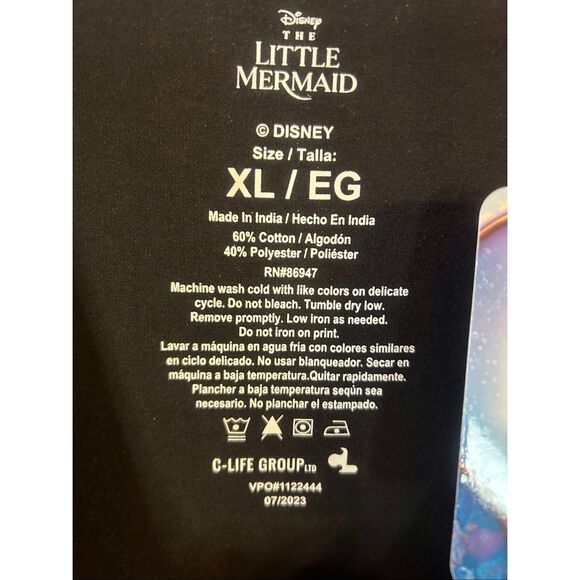 Disney
THE
LITTLE
MERMAID
© DISNEY
Size / Talla:
XL / EG
Made In India / Hecho En India
60% Cotton / Algodón
40% Polyester / Poliéster
RN#86947
Machine wash cold with like colors on delicate
cycle. Do not bleach. Tumble dry low.
Remove promptly. Low iron as needed.
Do not iron on print.
Lavar a máquina en agua fría con colores similares
en ciclo delicado. No usar blanqueador. Secar en
máquina a baja temperatura.Quitar rapidamente.
Plancher a baja temperatura seqún sea
necesario. No planchar el estampado.
C-LIFE GROUP LTD
VPO#1122444
07/2023